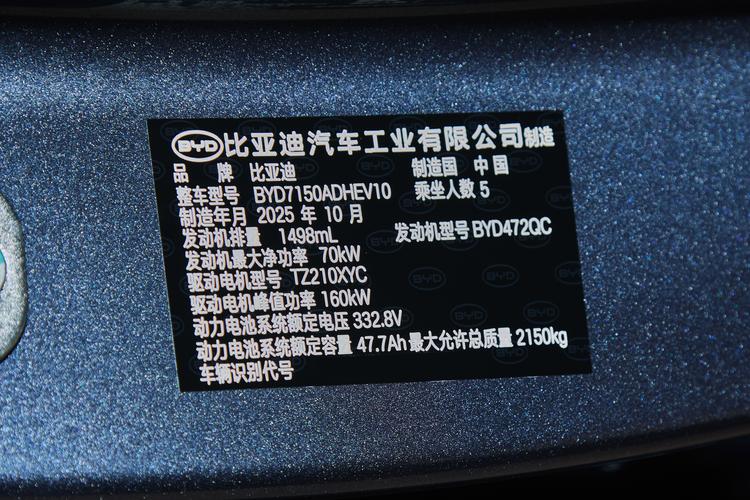 BYD 比亚迪汽车工业有限公司制造
品 牌 比亚迪 制造国 中国
整车型号 BYD7150ADHEV10 乘坐人数 5
制造年月 2025 年 10 月
发动机排量 1498mL 发动机型号 BYD472QC
发动机最大净功率 70kW
驱动电机型号 TZ210XYC
驱动电机峰值功率 160kW
动力电池系统额定电压 332.8V
动力电池系统额定容量 47.7Ah 最大允许总质量 2150kg
车辆识别代号